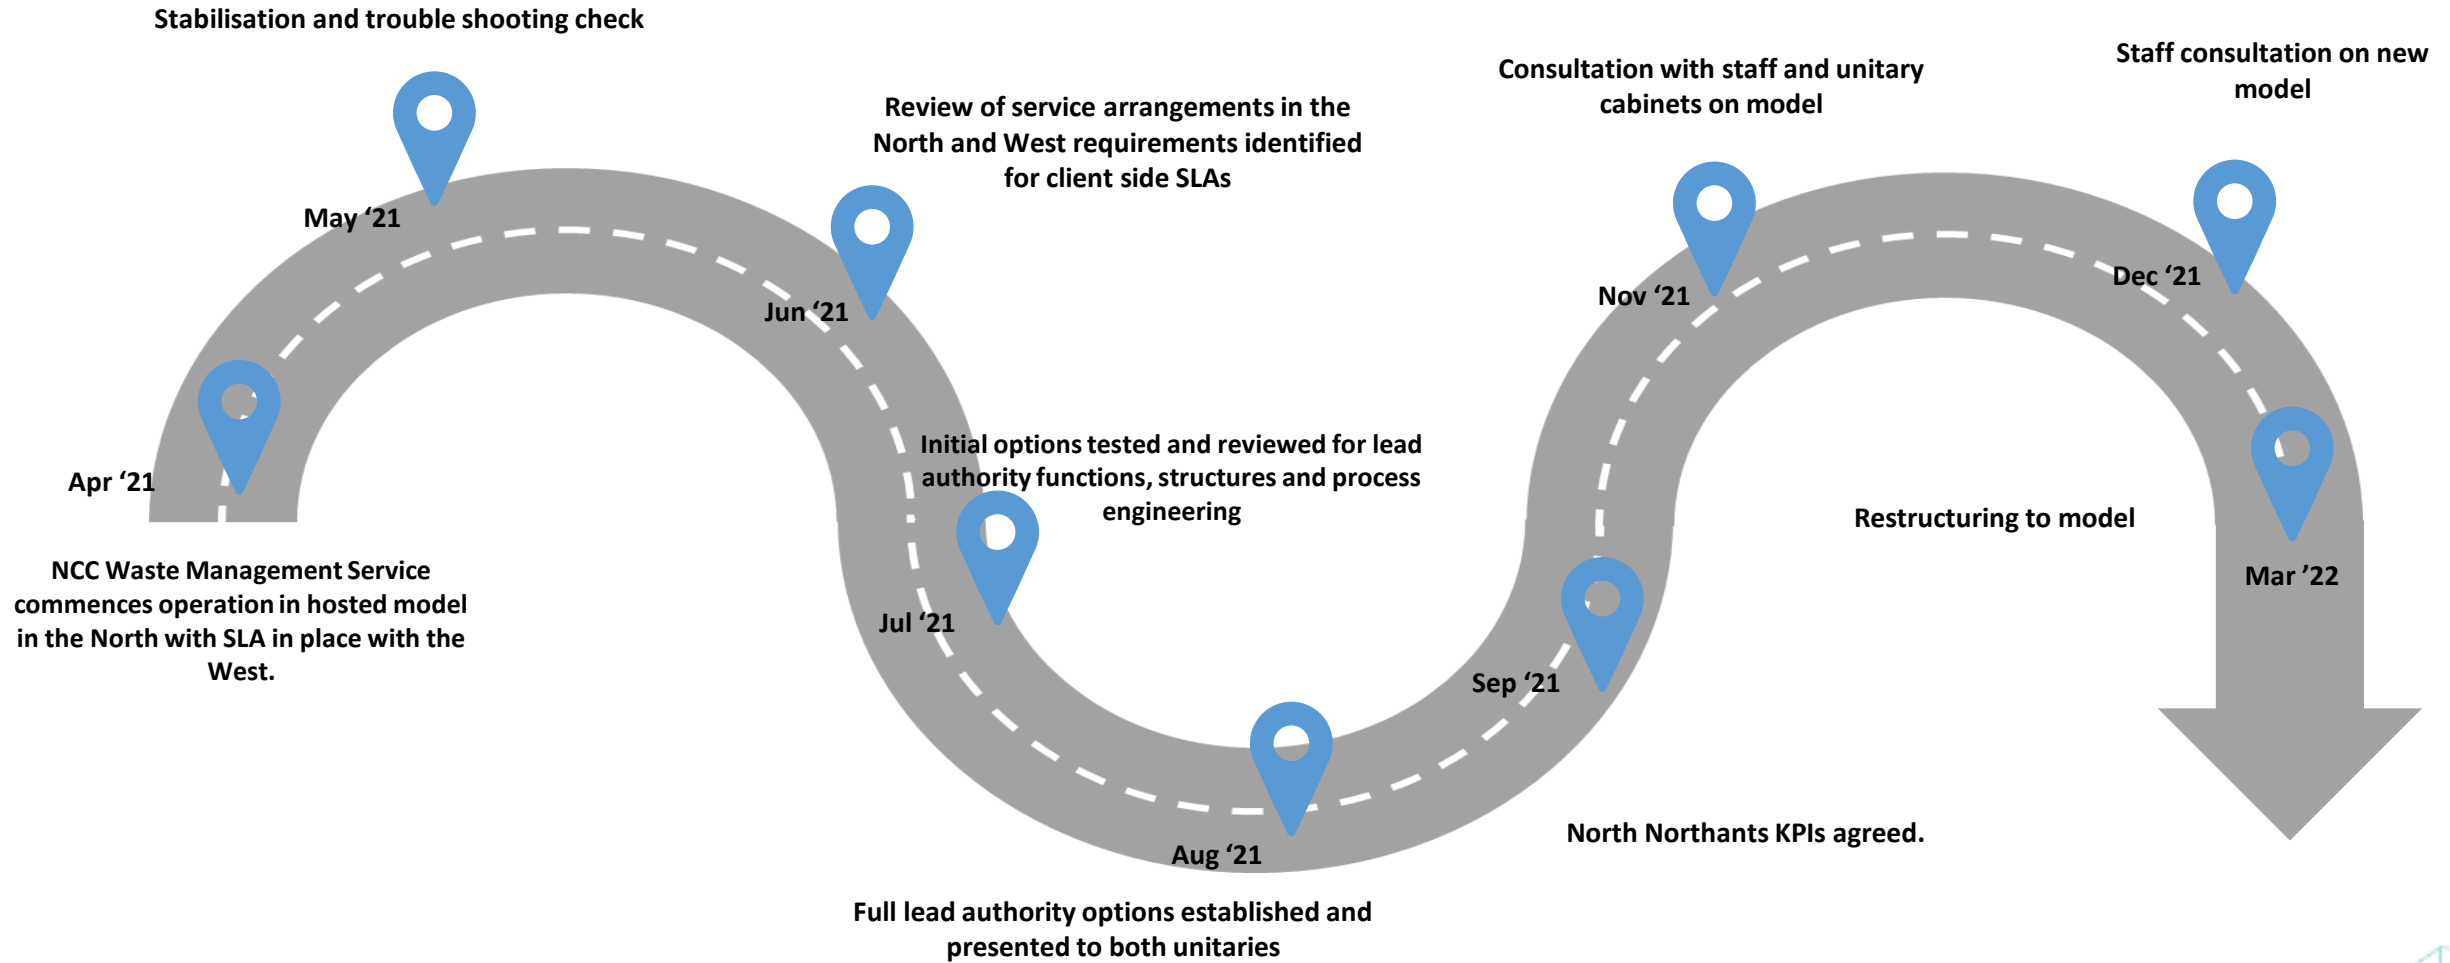 Stabilisation and trouble shooting check
May ‘21
Apr ‘21
NCC Waste Management Service
commences operation in hosted model
in the North with SLA in place with the
West.
Review of service arrangements in the
North and West requirements identified
for client side SLAs
Jun ‘21
Initial options tested and reviewed for lead
authority functions, structures and process
engineering
Jul ‘21
Aug ‘21
Full lead authority options established and
presented to both unitaries
Sep ‘21
North Northants KPIs agreed.
Consultation with staff and unitary
cabinets on model
Nov ‘21
Staff consultation on new
model
Dec ‘21
Restructuring to model
Mar ’22